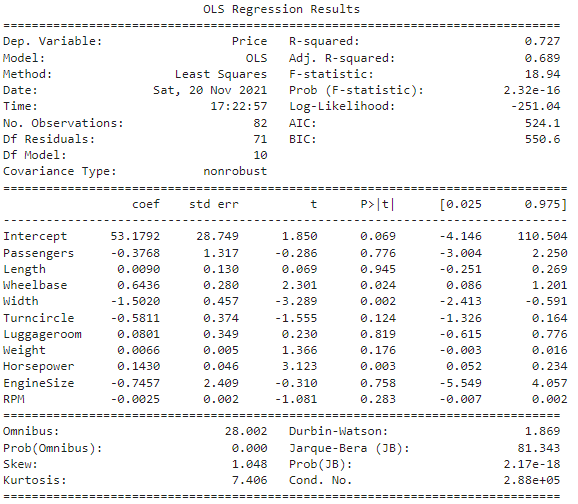 OLS Regression Results
Dep. Variable: Price R-squared: 0.727
Model: OLS Adj. R-squared: 0.689
Method: Least Squares F-statistic: 18.94
Date: Sat, 20 Nov 2021 Prob (F-statistic): 2.32e-16
Time: 17:22:57 Log-Likelihood: -251.04
No. Observations: 82 AIC: 524.1
Df Residuals: 71 BIC: 550.6
Df Model: 10
Covariance Type: nonrobust
coef std err t P>|t| [0.025 0.975]
Intercept 53.1792 28.749 1.850 0.069 -4.146 110.504
Passengers -0.3768 1.317 -0.286 0.776 -3.004 2.250
Length 0.0090 0.130 0.069 0.945 -0.251 0.269
Wheelbase 0.6436 0.280 2.301 0.024 0.086 1.201
Width -1.5020 0.457 -3.289 0.002 -2.413 -0.591
Turncircle -0.5811 0.374 -1.555 0.124 -1.326 0.164
Luggageroom 0.0801 0.349 0.230 0.819 -0.615 0.776
Weight 0.0066 0.005 1.366 0.176 -0.003 0.016
Horsepower 0.1430 0.046 3.123 0.003 0.052 0.234
EngineSize -0.7457 2.409 -0.310 0.758 -5.549 4.057
RPM -0.0025 0.002 -1.081 0.283 -0.007 0.002
Omnibus: 28.002 Durbin-Watson: 1.869
Prob(Omnibus): 0.000 Jarque-Bera (JB): 81.343
Skew: 1.048 Prob(JB): 2.17e-18
Kurtosis: 7.406 Cond. No. 2.88e+05